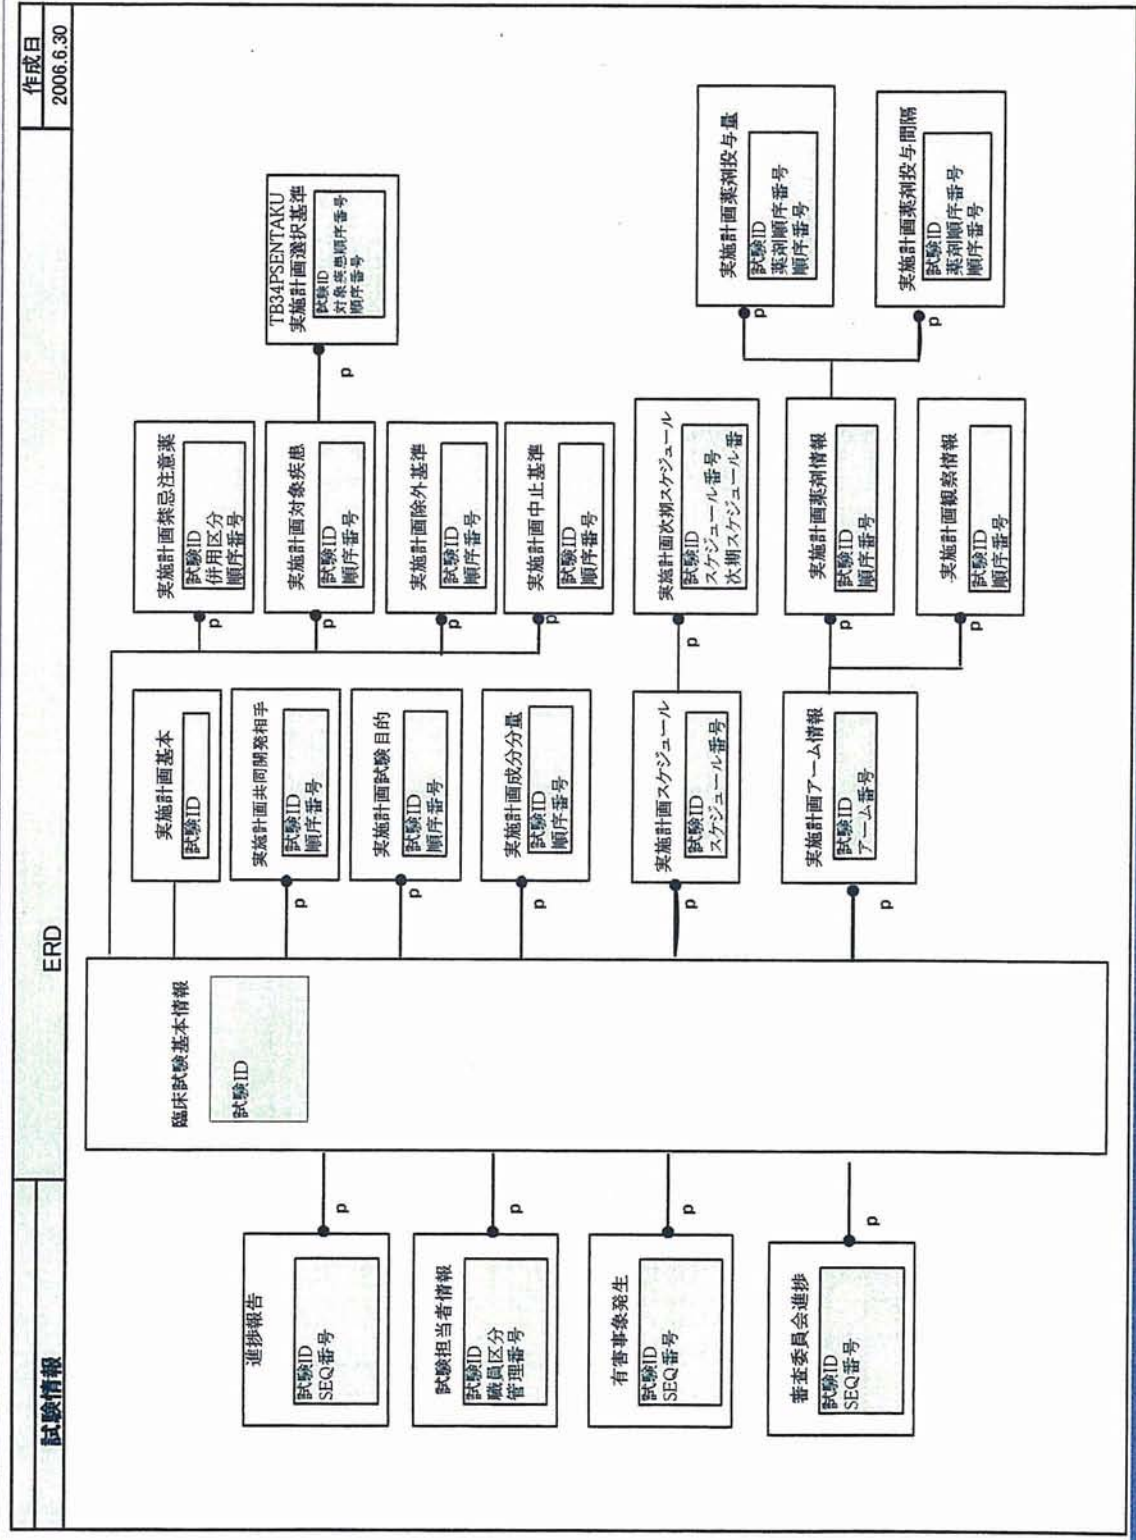 試験情報
ERD
作成日
2006.6.30
進捗報告
試験ID
SEQ番号
p
試験担当者情報
試験ID
職員区分
管理番号
p
有害事象発生
試験ID
SEQ番号
p
審査委員会進捗
試験ID
SEQ番号
p
臨床試験基本情報
試験ID
実施計画基本
試験ID
実施計画共同開発相手
試験ID
順序番号
p
実施計画試験目的
試験ID
順序番号
p
実施計画成分分量
試験ID
順序番号
p
実施計画スケジュール
試験ID
スケジュール番号
p
実施計画アーム情報
試験ID
アーム番号
p
実施計画禁忌注意薬
試験ID
併用区分
順序番号
p
実施計画対象疾患
試験ID
順序番号
p
実施計画除外基準
試験ID
順序番号
p
実施計画中止基準
試験ID
順序番号
p
実施計画次期スケジュール
試験ID
スケジュール番号
次期スケジュール番
p
実施計画薬剤情報
試験ID
順序番号
p
実施計画観察情報
試験ID
順序番号
p
TB34PSENTAKU
実施計画選択基準
試験ID
対象疾患順序番号
順序番号
p
実施計画薬剤投与量
試験ID
薬剤順序番号
順序番号
p
実施計画薬剤投与間隔
試験ID
薬剤順序番号
順序番号
p